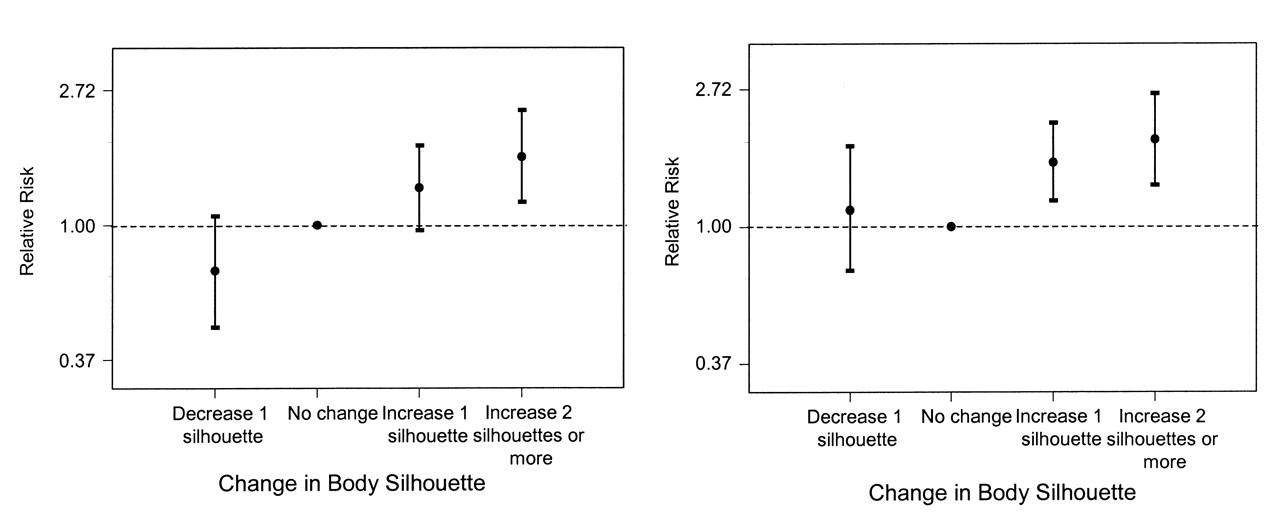 2.72
1.00
0.37
Relative Risk
Decrease 1
silhouette
No change
Increase 1
silhouette
Increase 2
silhouettes or
more
Change in Body Silhouette
2.72
1.00
0.37
Relative Risk
Decrease 1
silhouette
No change
Increase 1
silhouette
Increase 2
silhouettes or
more
Change in Body Silhouette